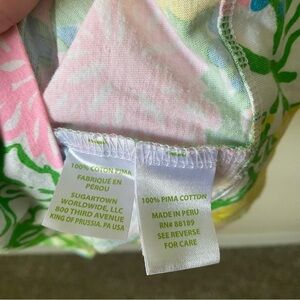 100% COTON PIMA
FABRIQUÉ EN
PÉROU
SUGARTOWN
WORLDWIDE, LLC
800 THIRD AVENUE
KING OF PRUSSIA, PA USA
100% PIMA COTTON
MADE IN PERU
RN# 88189
SEE REVERSE
FOR CARE